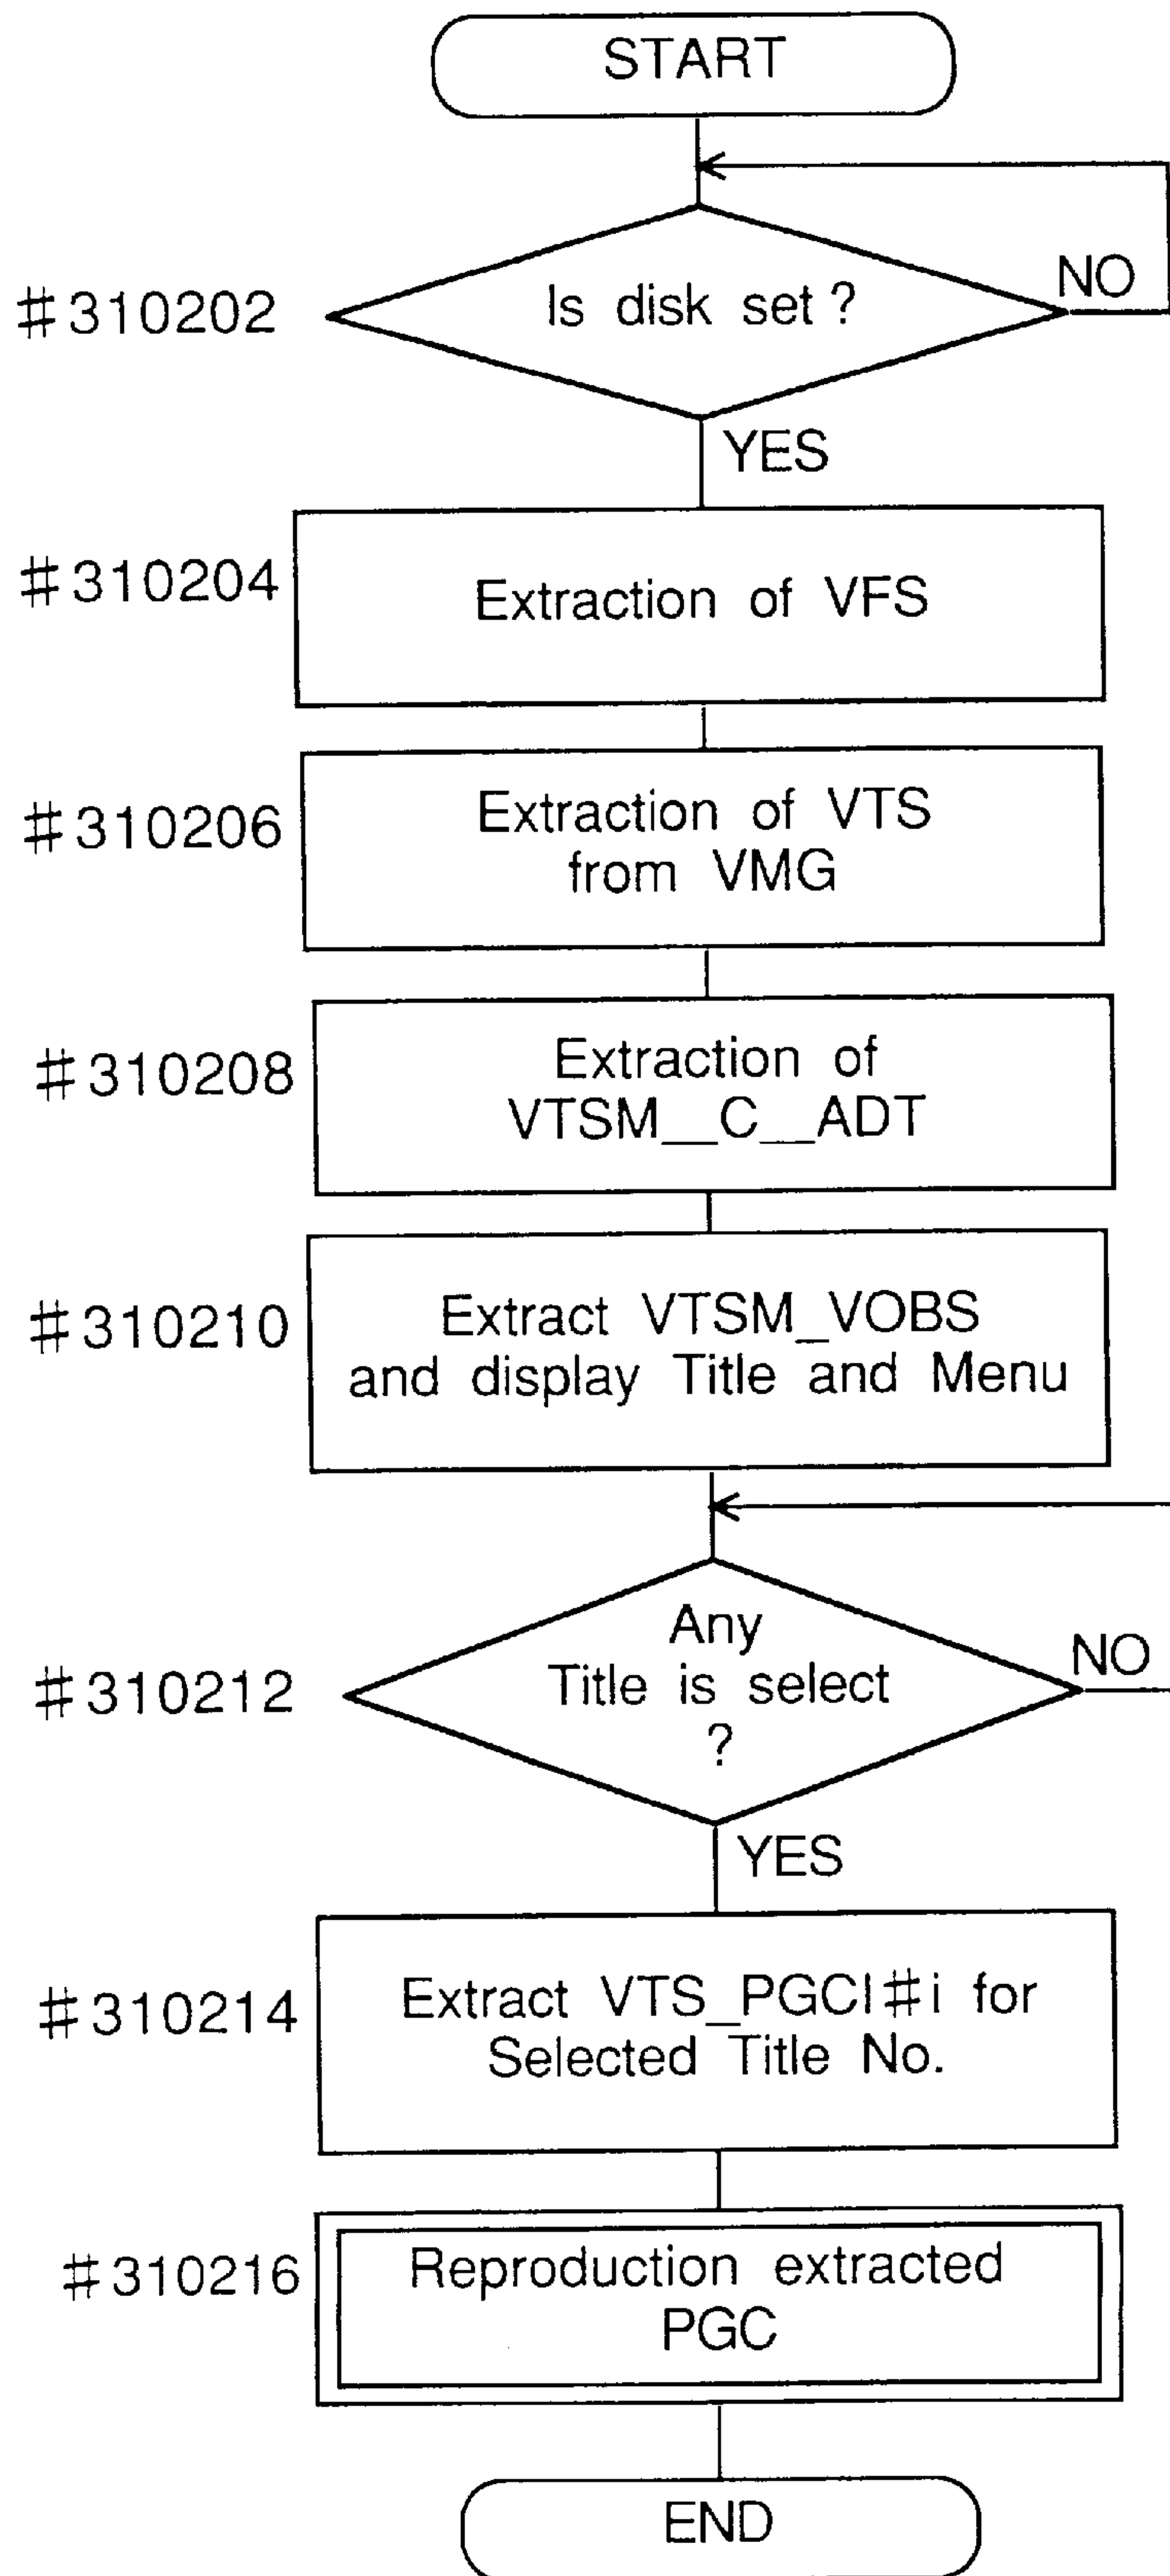 START
#310202
Is disk set ?
NO
YES
#310204
Extraction of VFS
#310206
Extraction of VTS
from VMG
#310208
Extraction of
VTSM__C__ADT
#310210
Extract VTSM_VOBS
and display Title and Menu
#310212
Any
Title is select
?
NO
YES
#310214
Extract VTS_PGCI#i for
Selected Title No.
#310216
Reproduction extracted
PGC
END